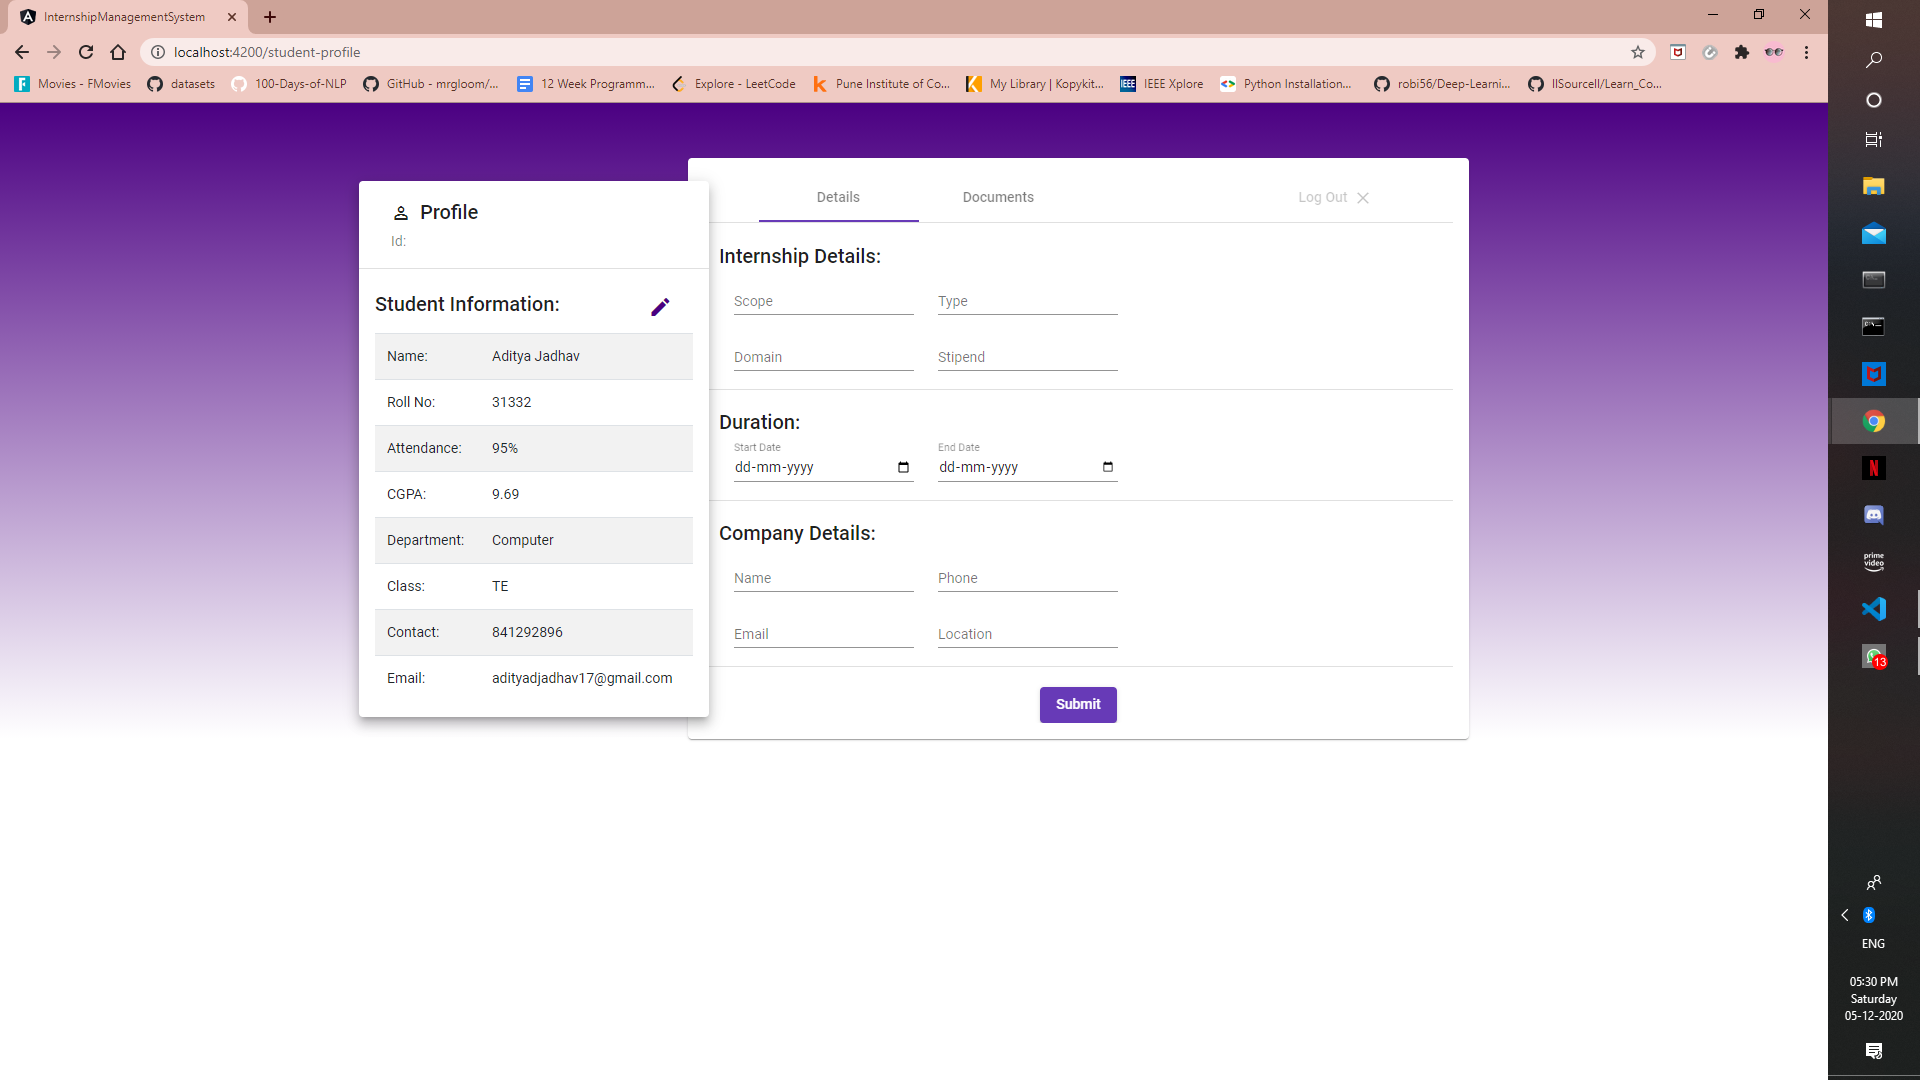 InternshipManagementSystem
localhost:4200/student-profile
Movies - FMovies datasets 100-Days-of-NLP GitHub - mrgloom/... 12 Week Programm... Explore - LeetCode Pune Institute of Co... My Library | Kopykit... IEEE IEEE Xplore Python Installation... robi56/Deep-Learni... llSourcell/Learn_Co...
Profile
Id:
Student Information:
Name: Aditya Jadhav
Roll No: 31332
Attendance: 95%
CGPA: 9.69
Department: Computer
Class: TE
Contact: 841292896
Email: adityadjadhav17@gmail.com
Details Documents Log Out
Internship Details:
Scope Type
Domain Stipend
Duration:
Start Date End Date
dd-mm-yyyy dd-mm-yyyy
Company Details:
Name Phone
Email Location
Submit
prime
video
13
ENG
05:30 PM
Saturday
05-12-2020